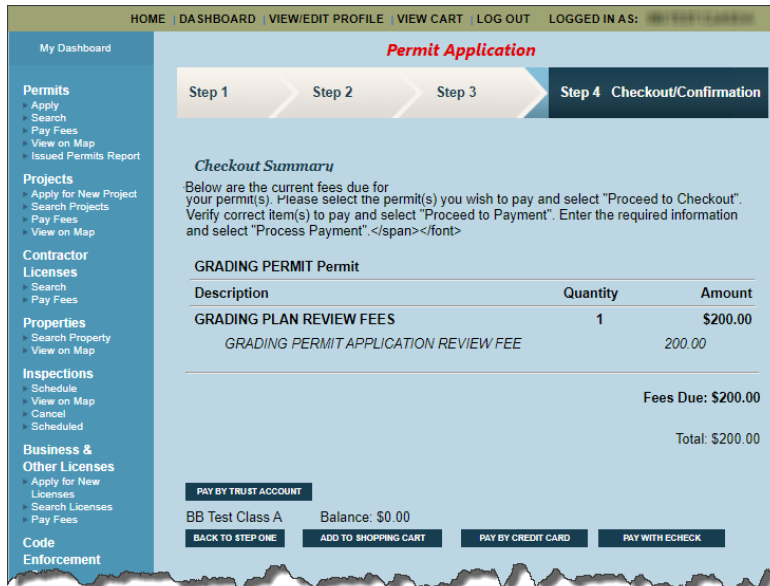 HOME | DASHBOARD | VIEW/EDIT PROFILE | VIEW CART | LOG OUT LOGGED IN AS:
My Dashboard
Permit Application
Permits
Apply
Search
Pay Fees
View on Map
Issued Permits Report
Projects
Apply for New Project
Search Projects
Pay Fees
View on Map
Contractor
Licenses
Search
Pay Fees
Properties
Search Property
View on Map
Inspections
Schedule
View on Map
Cancel
Scheduled
Business &
Other Licenses
Apply for New
Licenses
Search Licenses
Pay Fees
Code
Enforcement
Step 1 Step 2 Step 3 Step 4 Checkout/Confirmation
Checkout Summary
Below are the current fees due for
your permit(s). Please select the permit(s) you wish to pay and select "Proceed to Checkout".
Verify correct item(s) to pay and select "Proceed to Payment". Enter the required information
and select "Process Payment".</span></font>
GRADING PERMIT Permit
Description Quantity Amount
GRADING PLAN REVIEW FEES 1 $200.00
GRADING PERMIT APPLICATION REVIEW FEE 200.00
Fees Due: $200.00
Total: $200.00
PAY BY TRUST ACCOUNT
BB Test Class A Balance: $0.00
BACK TO STEP ONE ADD TO SHOPPING CART PAY BY CREDIT CARD PAY WITH ECHECK